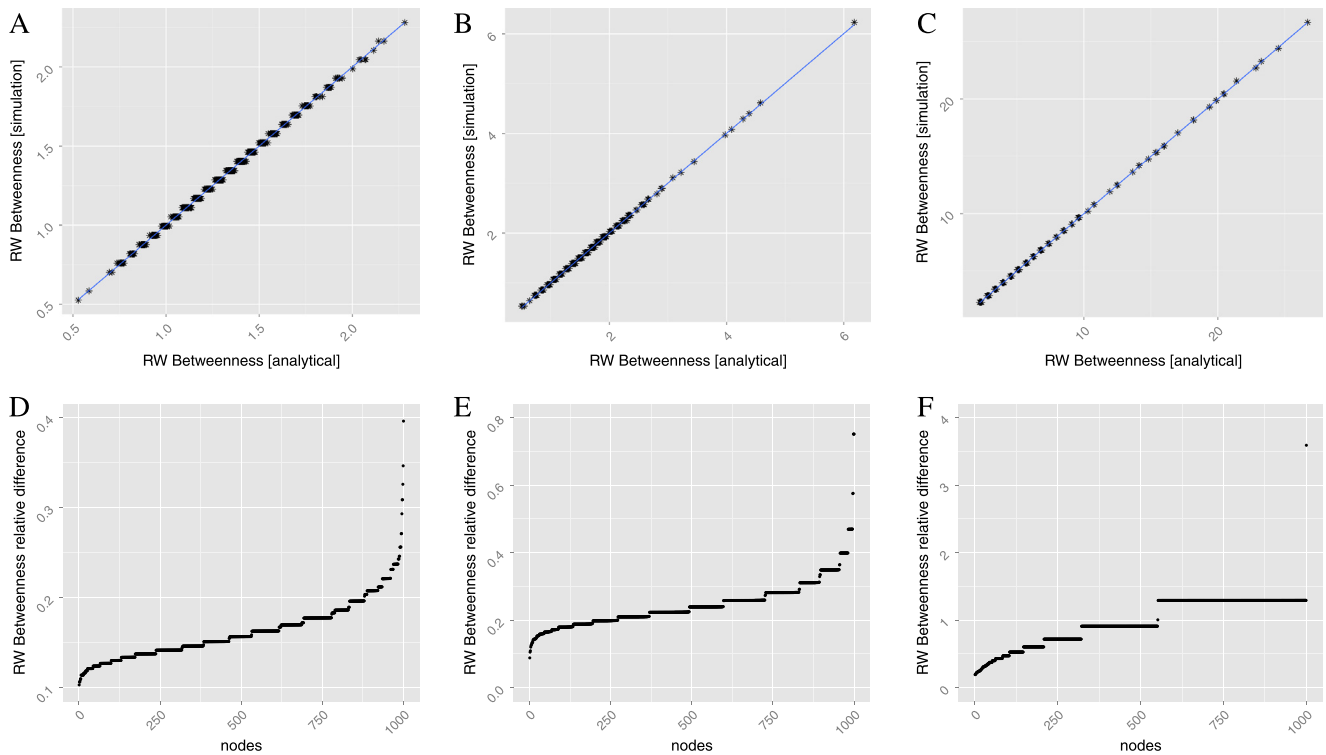 A
RW Betweenness [simulation]
2.0
1.5
1.0
0.5
0.5
1.0
1.5
2.0
RW Betweenness [analytical]
B
RW Betweenness [simulation]
6
4
2
2
4
6
RW Betweenness [analytical]
C
RW Betweenness [simulation]
20
10
10
20
RW Betweenness [analytical]
D
RW Betweenness relative difference
0.4
0.3
0.2
0.1
0
250
500
750
1000
nodes
E
RW Betweenness relative difference
0.8
0.6
0.4
0.2
0.0
0
250
500
750
1000
nodes
F
RW Betweenness relative difference
4
3
2
1
0
0
250
500
750
1000
nodes